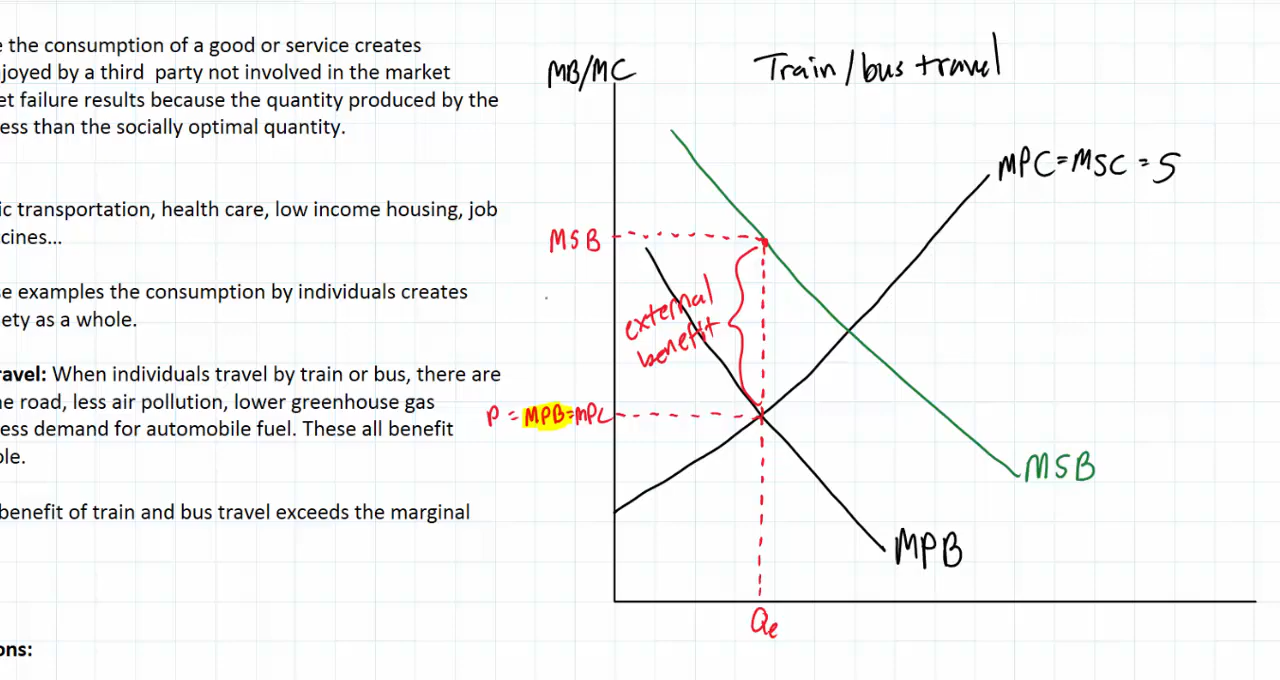 e the consumption of a good or service creates
joyed by a third party not involved in the market
et failure results because the quantity produced by the
ess than the socially optimal quantity.
ic transportation, health care, low income housing, job
cines...
se examples the consumption by individuals creates
iety as a whole.
ravel: When individuals travel by train or bus, there are
he road, less air pollution, lower greenhouse gas
less demand for automobile fuel. These all benefit
ole.
benefit of train and bus travel exceeds the marginal
ons:
Train/bus travel
MB/MC
MPC=MSC=S
MSB
external
benefit
P=MPB=MPC
MSB
MPB
Qe